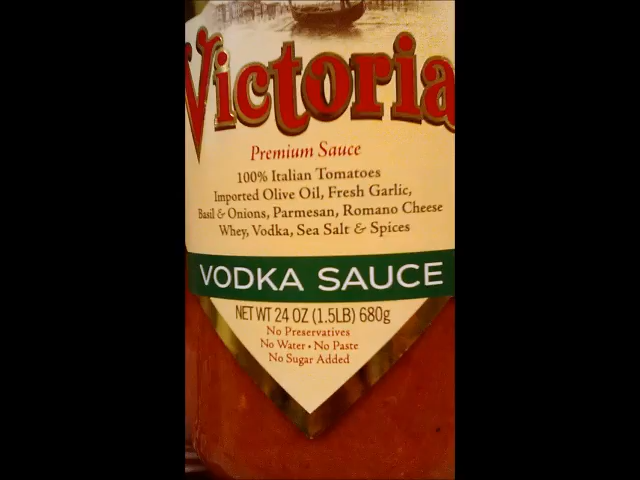 Victoria
Premium Sauce
100% Italian Tomatoes
Imported Olive Oil, Fresh Garlic,
Basil & Onions, Parmesan, Romano Cheese
Whey, Vodka, Sea Salt & Spices
VODKA SAUCE
NET WT 24 OZ (1.5LB) 680g
No Preservatives
No Water • No Paste
No Sugar Added